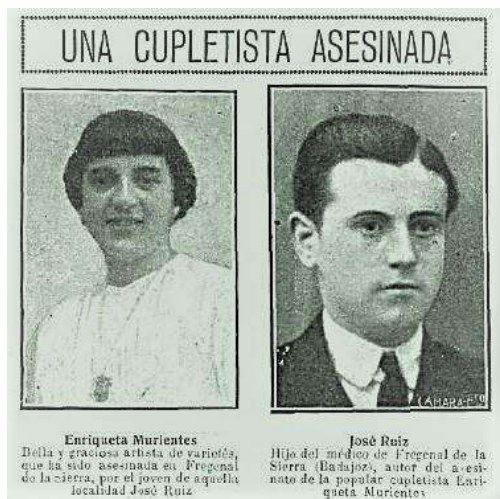 UNA CUPLETISTA ASESINADA
CAMARA-FTO
Enriqueta Murientes
Bella y graciosa artista de varietés,
que ha sido asesinada en Fregenal
de la sierra, por el joven de aquella
localidad José Ruiz
José Ruiz
Hijo del médico de Fregenal de la
Sierra (Badajoz), autor del asesi-
nato de la popular cupletista Enri-
queta Murientes